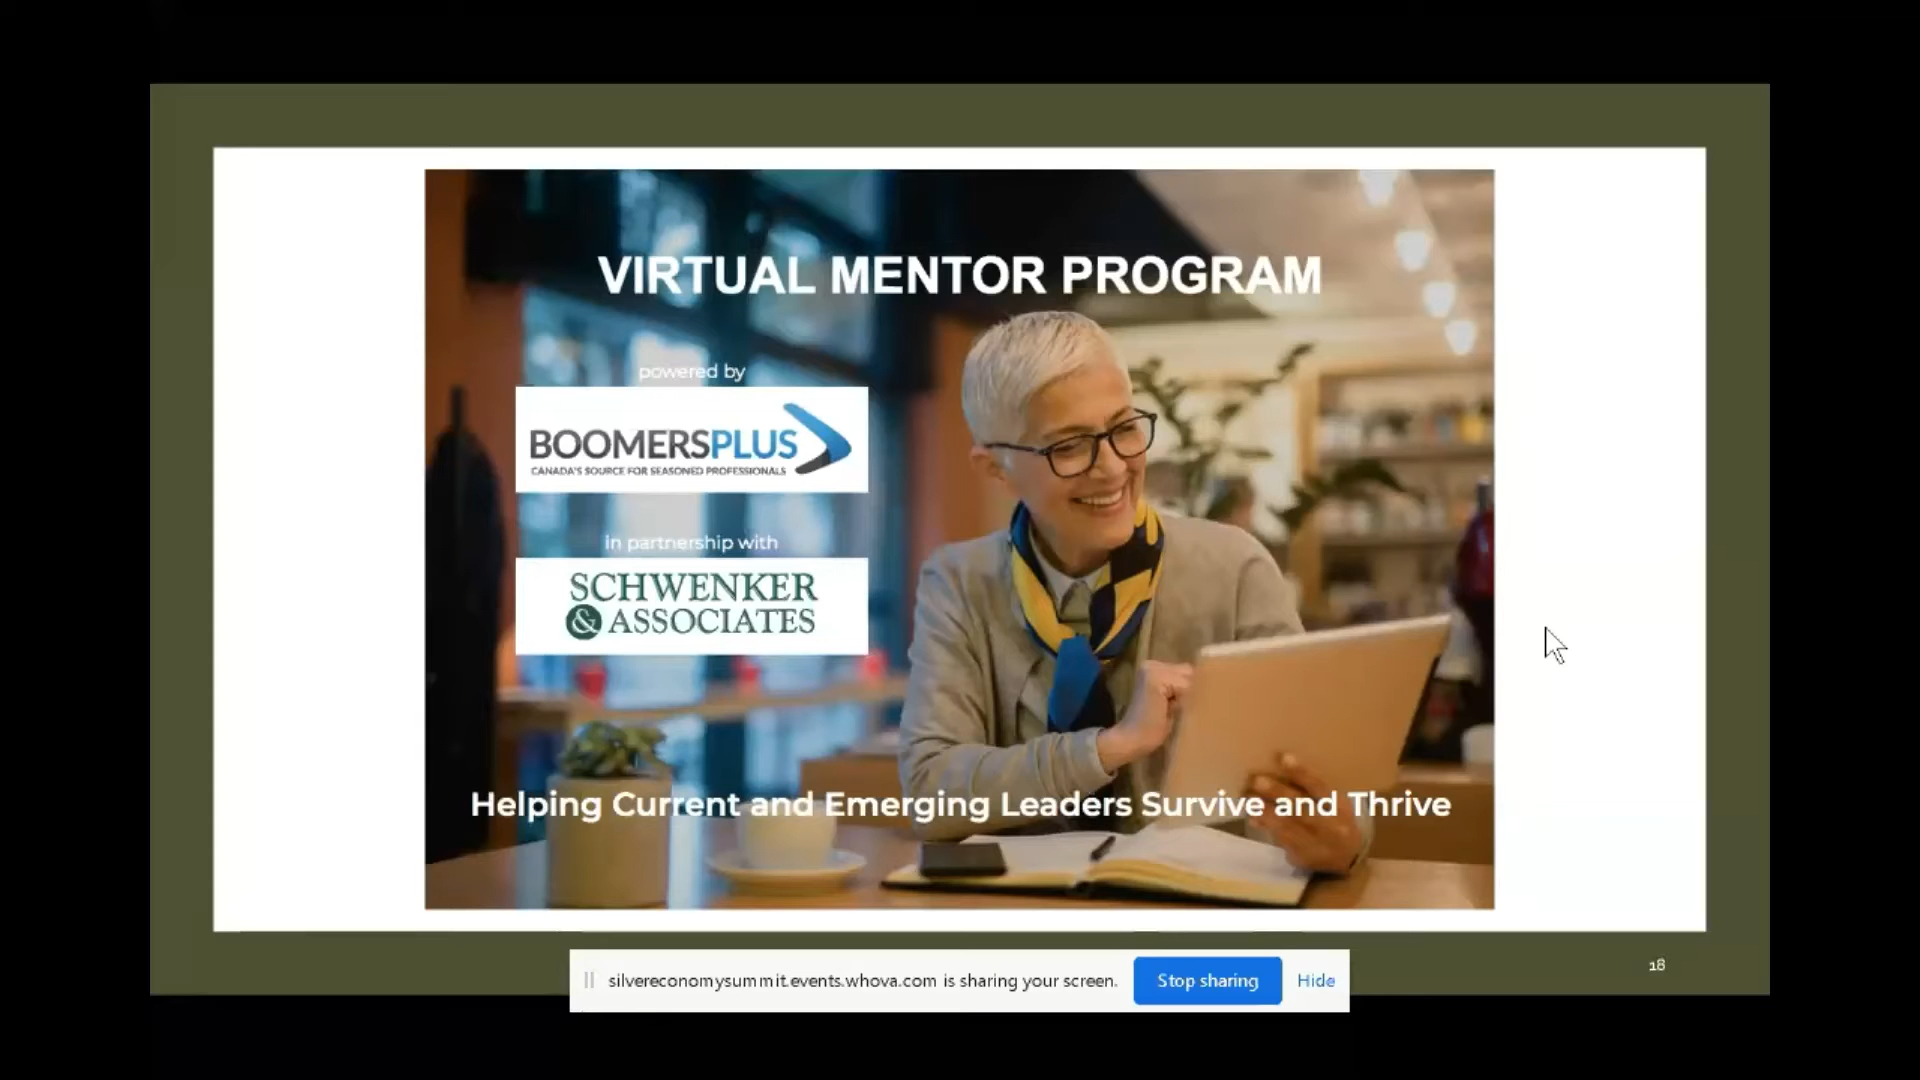 VIRTUAL MENTOR PROGRAM
powered by
BOOMERSPLUS
CANADA'S SOURCE FOR SEASONED PROFESSIONALS
In partnership with
SCHWENKER
& ASSOCIATES
Helping Current and Emerging Leaders Survive and Thrive
18
silvereconomysummit.events.whova.com is sharing your screen.
Stop sharing
Hide